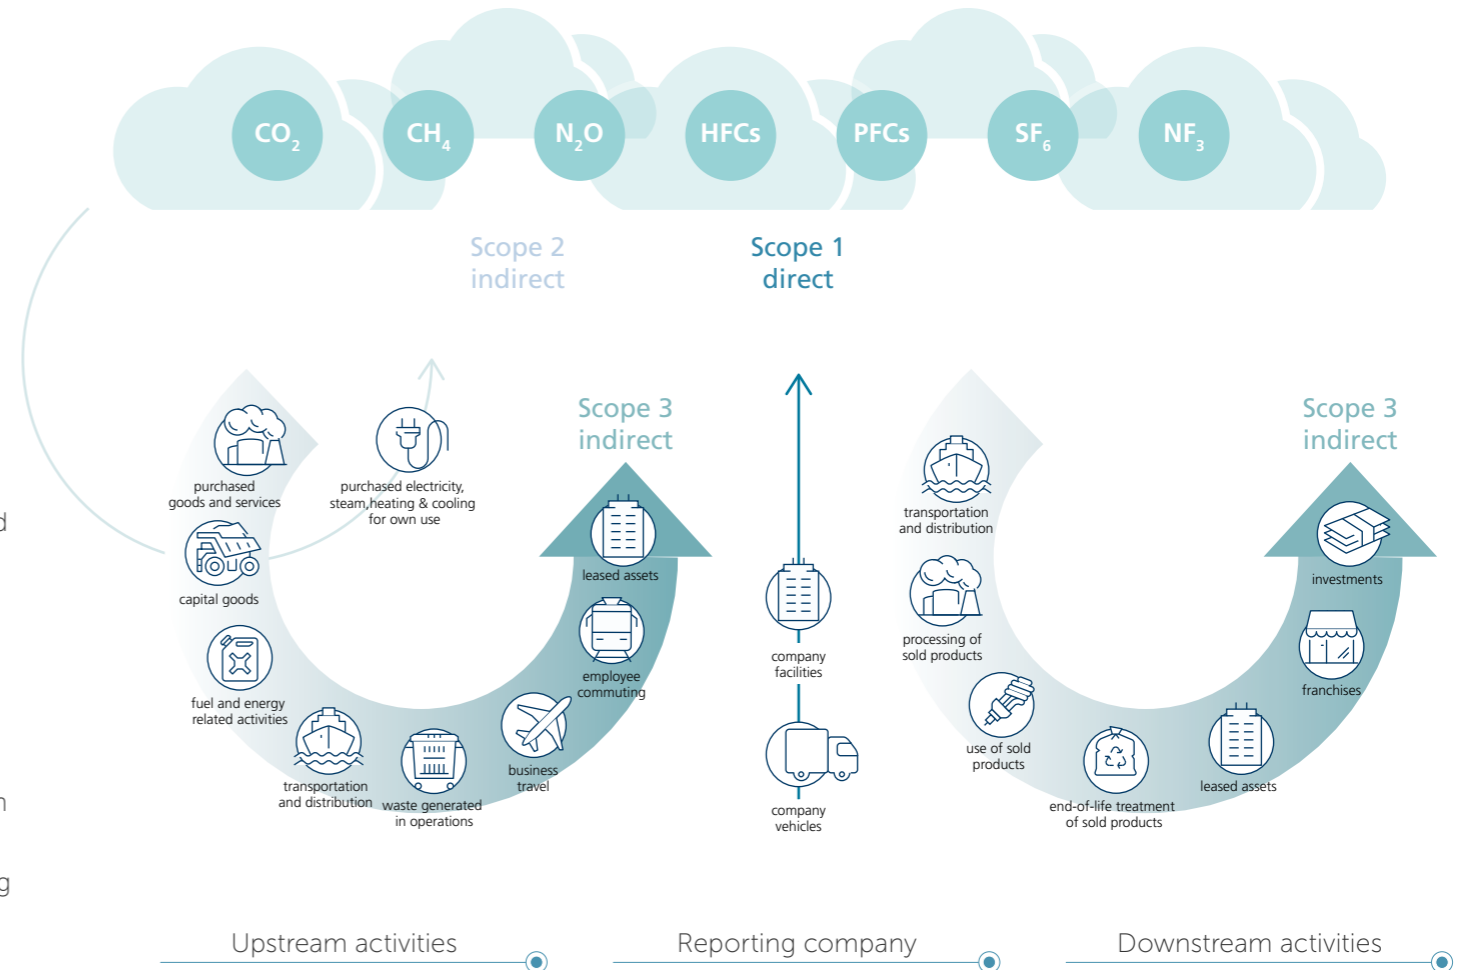 CO2
CH4
N2O
HFCs
PFCs
SF6
NF3
Scope 2
indirect
Scope 1
direct
Scope 3
indirect
Scope 3
indirect
purchased
goods and services
purchased electricity,
steam,heating & cooling
for own use
capital goods
fuel and energy
related activities
transportation
and distribution
waste generated
in operations
business
travel
employee
commuting
leased assets
company
facilities
company
vehicles
transportation
and distribution
processing of
sold products
use of sold
products
end-of-life treatment
of sold products
leased assets
franchises
investments
Upstream activities
Reporting company
Downstream activities